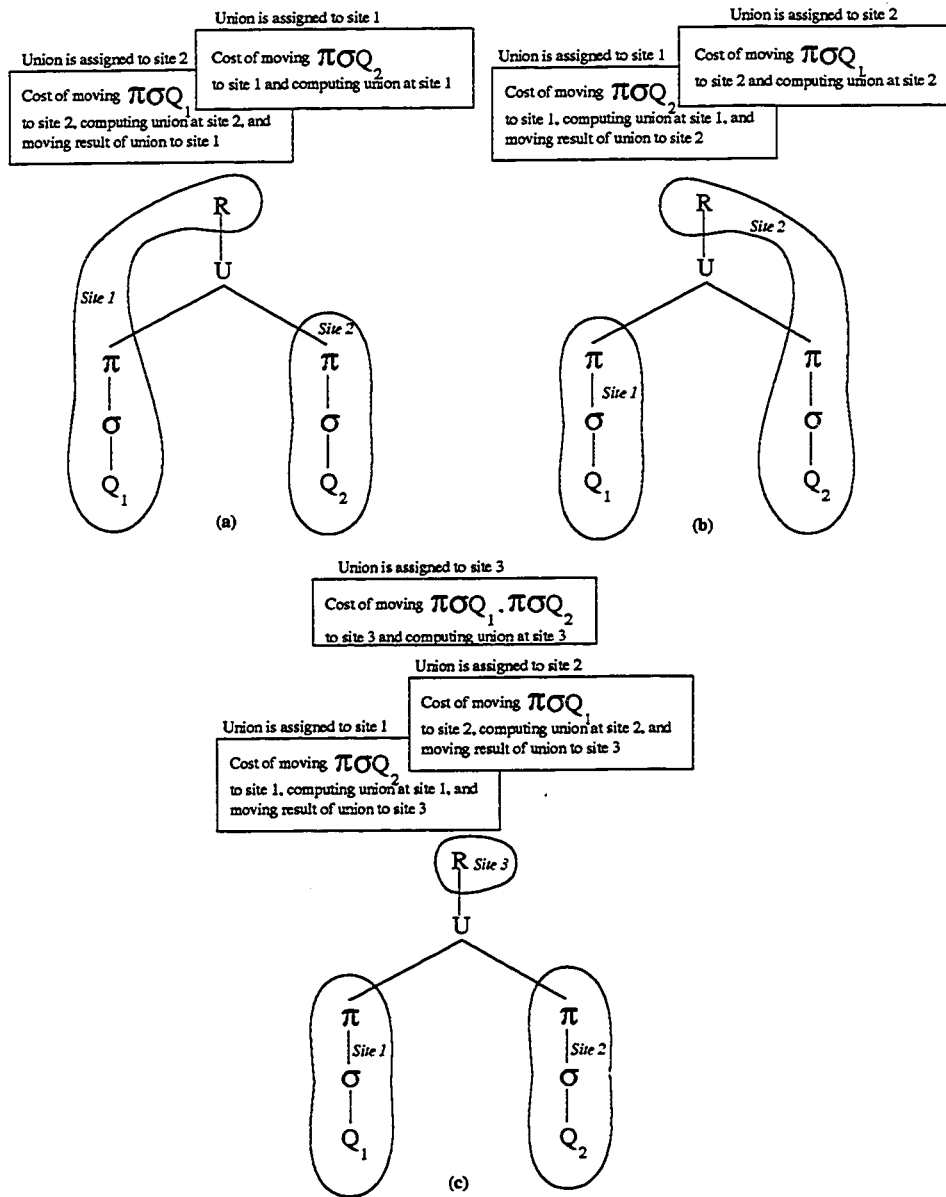 Union is assigned to site 1
Cost of moving πσQ2
to site 1 and computing union at site 1
Union is assigned to site 2
Cost of moving πσQ1
to site 2, computing union at site 2, and
moving result of union to site 1
R
U
Site 1
Site 2
π
π
σ
σ
Q1
Q2
(a)
Union is assigned to site 2
Cost of moving πσQ1
to site 2 and computing union at site 2
Union is assigned to site 1
Cost of moving πσQ2
to site 1, computing union at site 1, and
moving result of union to site 2
R
Site 2
U
π
π
Site 1
σ
σ
Q1
Q2
(b)
Union is assigned to site 3
Cost of moving πσQ1, πσQ2
to site 3 and computing union at site 3
Union is assigned to site 2
Cost of moving πσQ1
to site 2, computing union at site 2, and
moving result of union to site 3
Union is assigned to site 1
Cost of moving πσQ2
to site 1, computing union at site 1, and
moving result of union to site 3
R Site 3
U
π
π
Site 1
Site 2
σ
σ
Q1
Q2
(c)